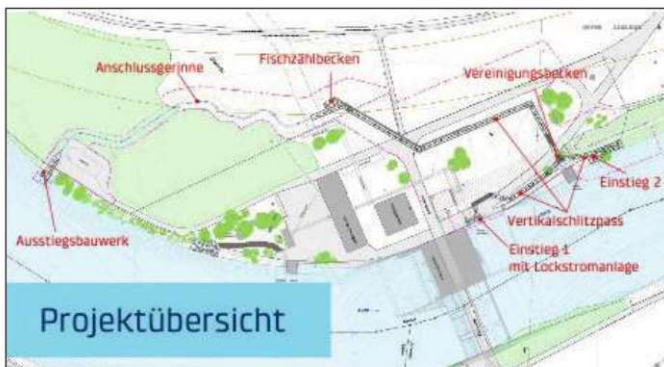 Anschlussgerinne
Fischzählbecken
Vereinigungsbecken
Einstieg 2
Vertikalschlitzpass
Einstieg 1
mit Lockstromanlage
Ausstiegsbauwerk
Projektübersicht